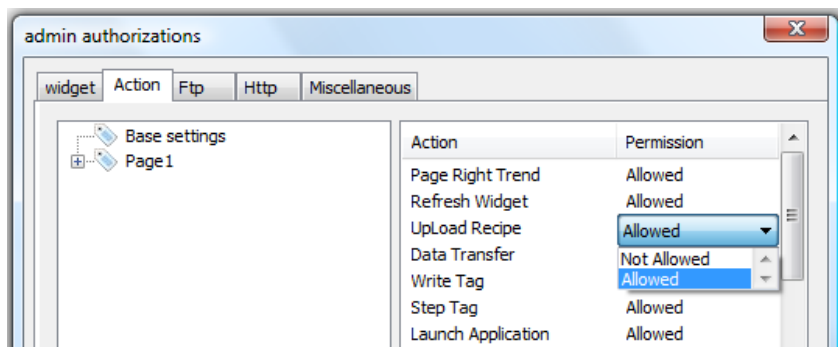 admin authorizations
widget Action Ftp Http Miscellaneous
Base settings
Page1
Action Permission
Page Right Trend Allowed
Refresh Widget Allowed
UpLoad Recipe Allowed
Data Transfer Not Allowed
Write Tag Allowed
Step Tag Allowed
Launch Application Allowed